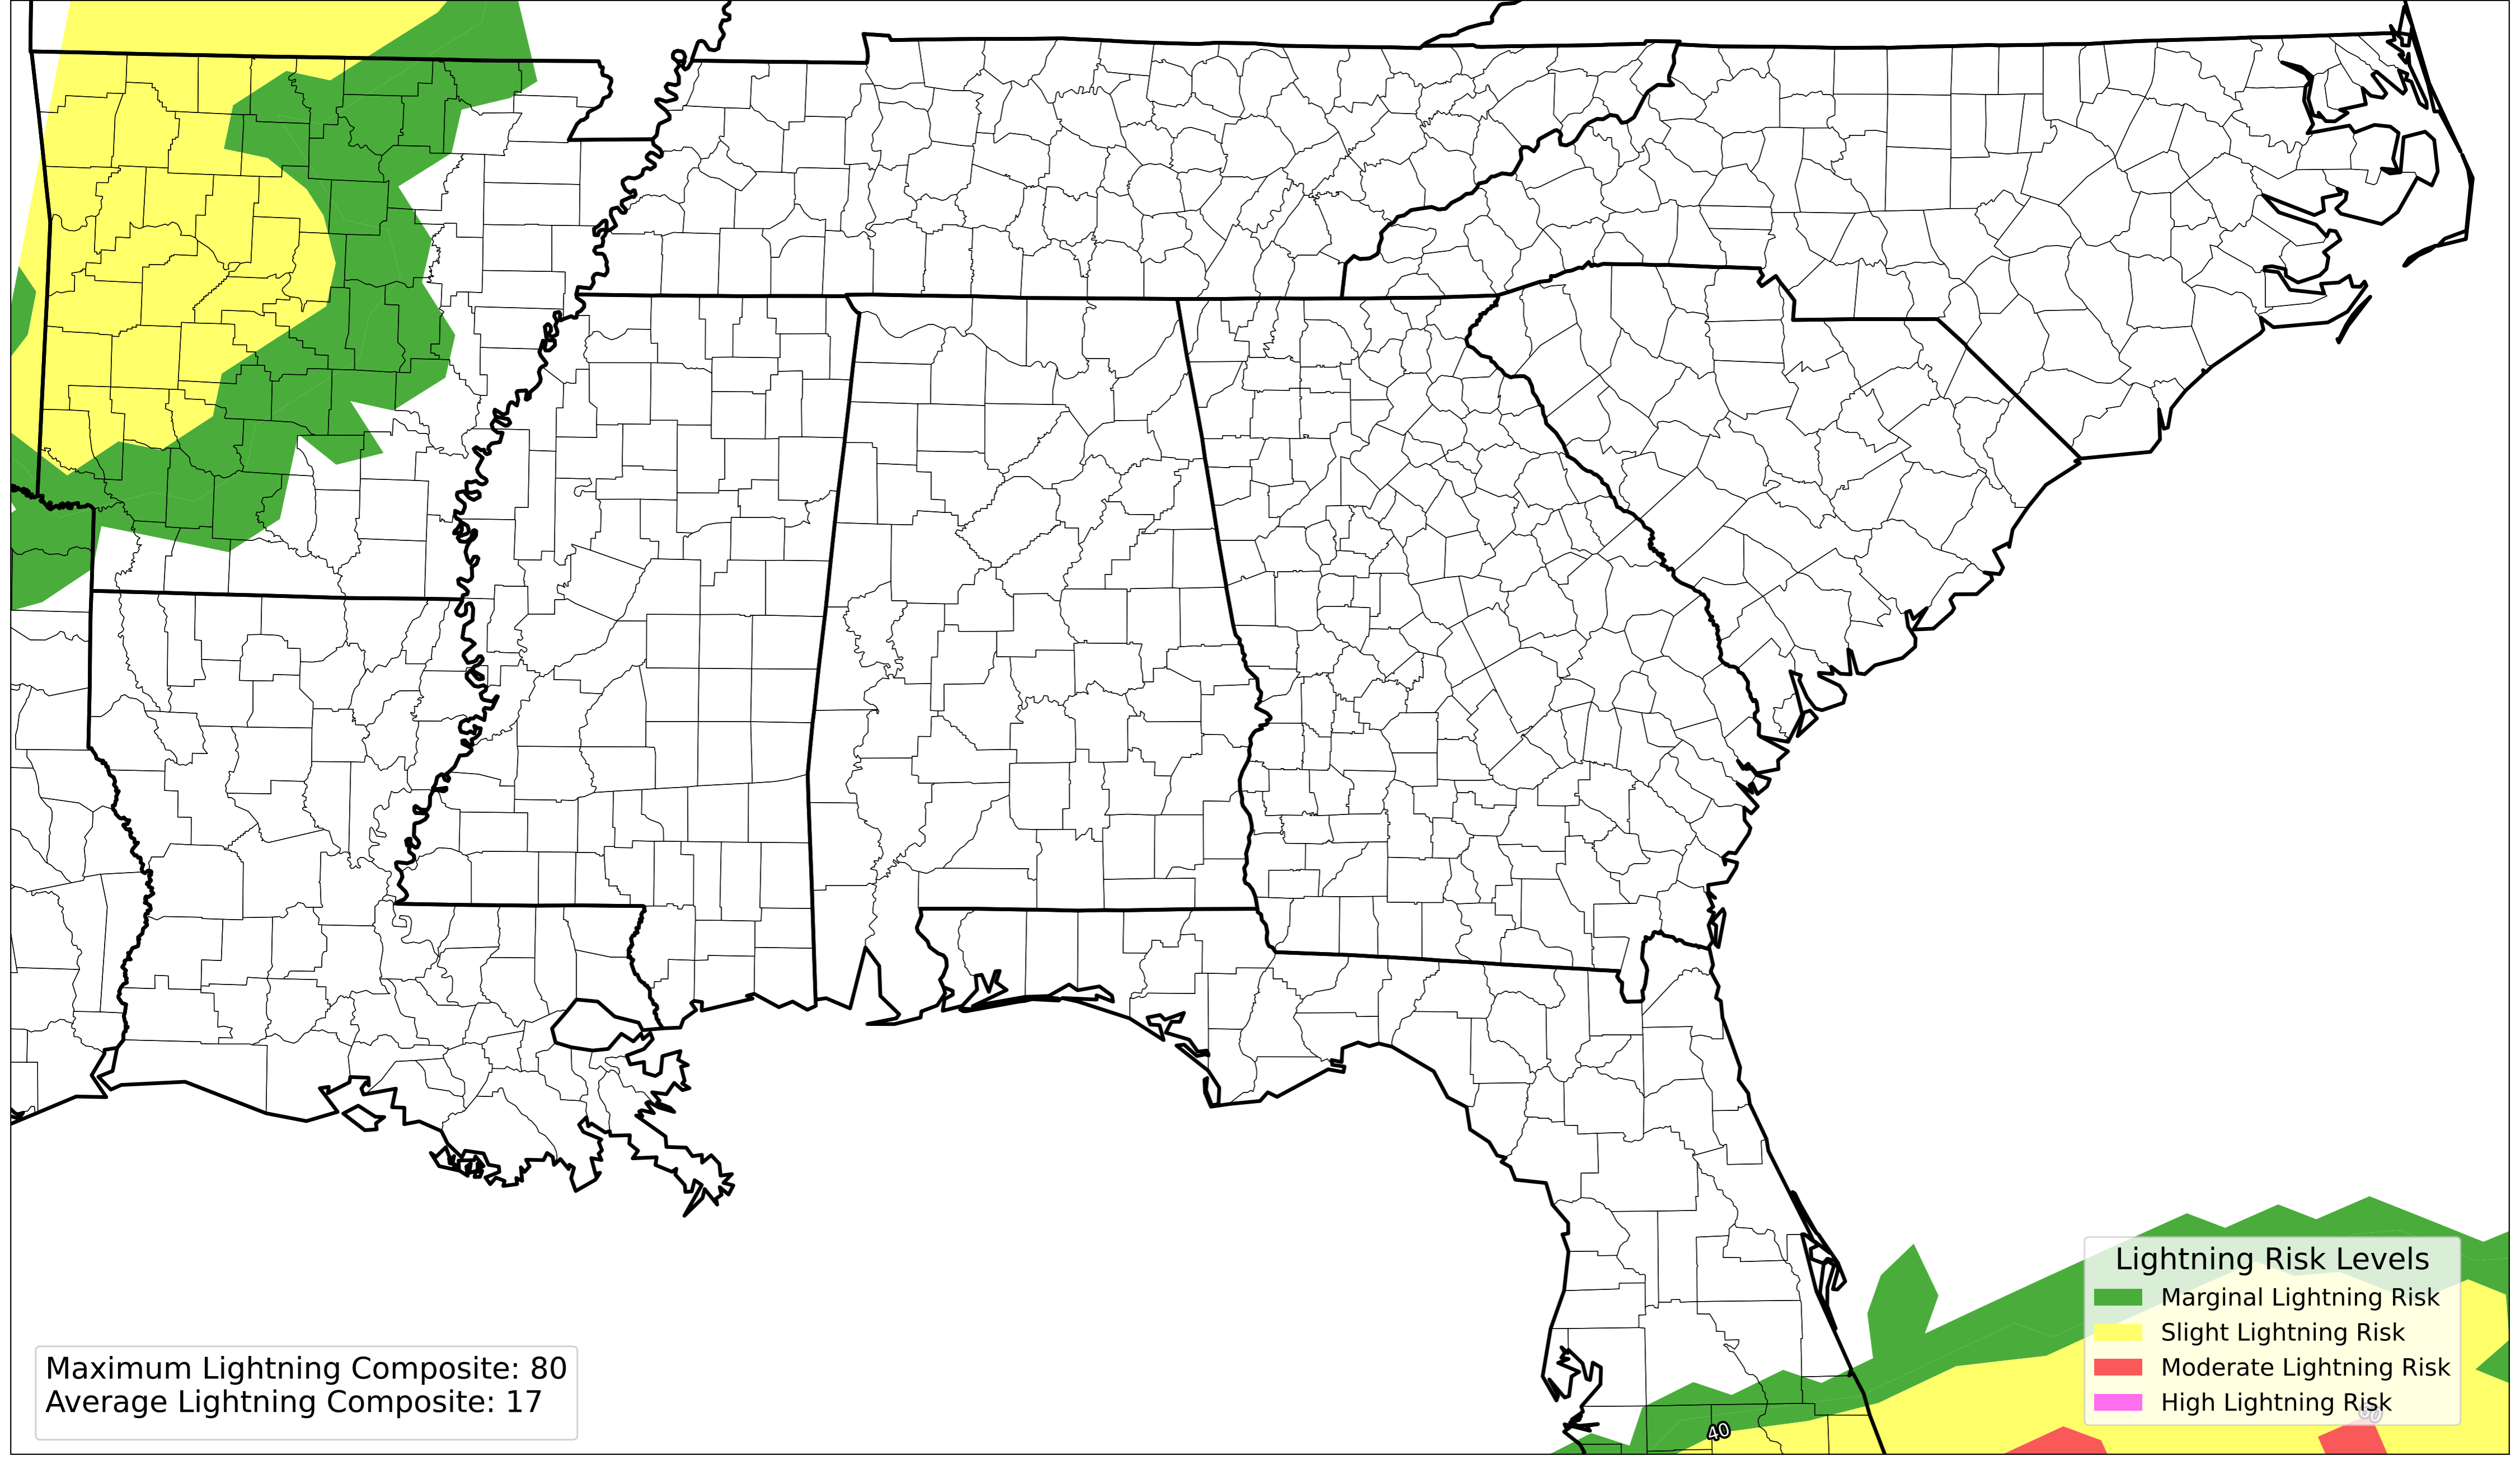 Lightning Risk Levels
Marginal Lightning Risk
Slight Lightning Risk
Moderate Lightning Risk
High Lightning Risk
Maximum Lightning Composite: 80
Average Lightning Composite: 17
40